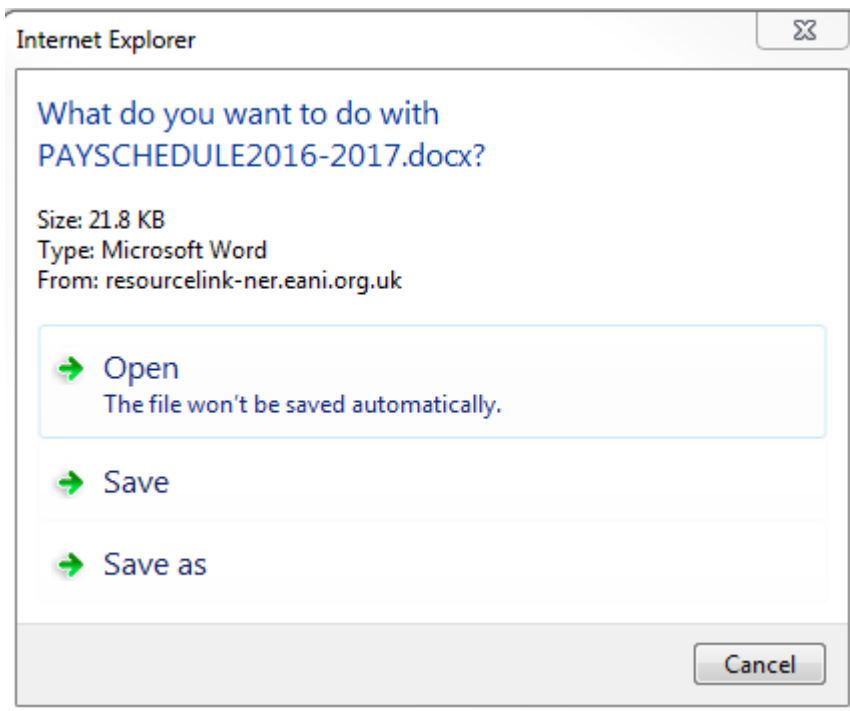 Internet Explorer
What do you want to do with
PAYSCHEDULE2016-2017.docx?
Size: 21.8 KB
Type: Microsoft Word
From: resourcelink-ner.eani.org.uk
Open
The file won't be saved automatically.
Save
Save as
Cancel